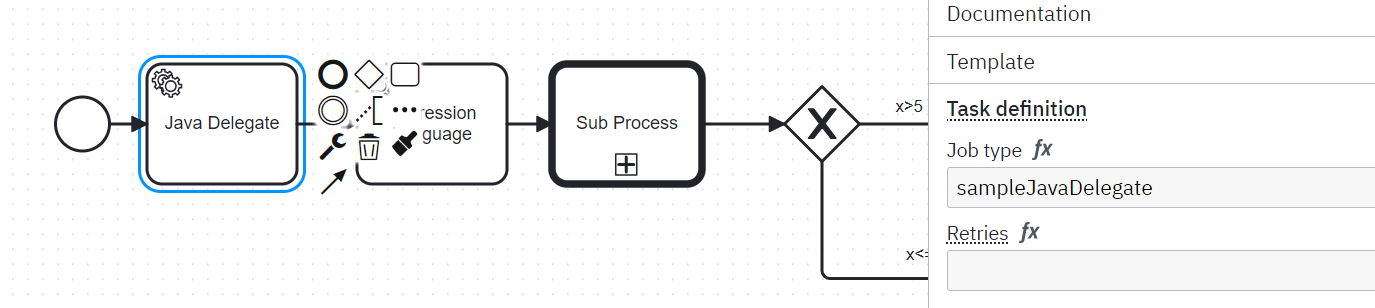 Java Delegate
ression
guage
Sub Process
x>5
x<=
Documentation
Template
Task definition
Job type fx
sampleJavaDelegate
Retries fx